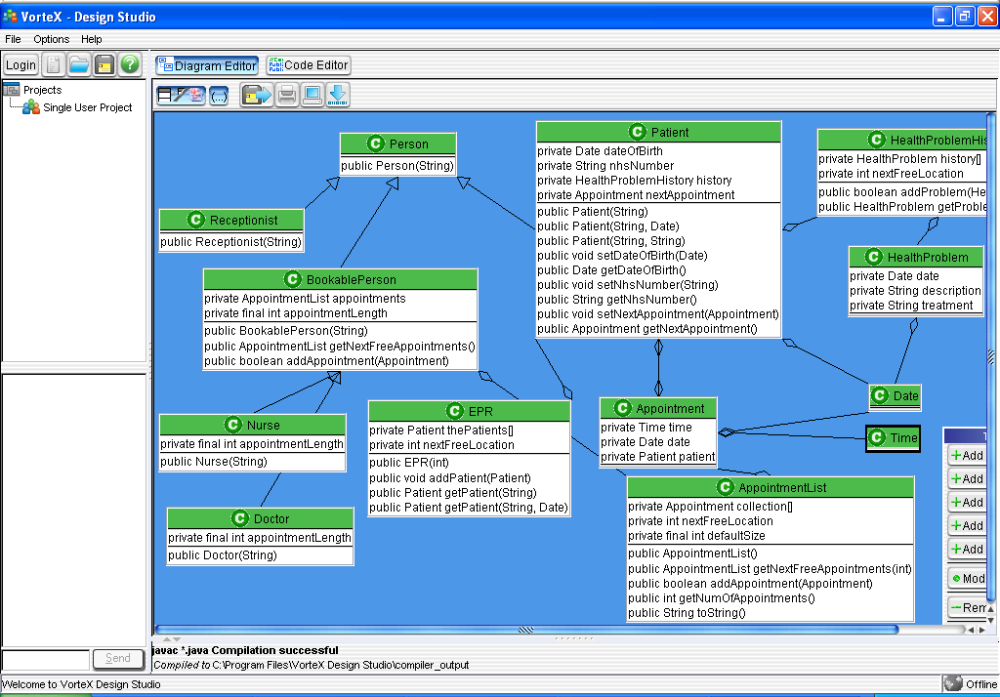 VorteX - Design Studio
File Options Help
Login
?
Diagram Editor
Code Editor
Projects
Single User Project
C Person
public Person(String)
C Receptionist
public Receptionist(String)
C BookablePerson
private AppointmentList appointments
private final int appointmentLength
public BookablePerson(String)
public AppointmentList getNextFreeAppointments()
public boolean addAppointment(Appointment)
C Nurse
private final int appointmentLength
public Nurse(String)
C Doctor
private final int appointmentLength
public Doctor(String)
C EPR
private Patient thePatients[]
private int nextFreeLocation
public EPR(int)
public void addPatient(Patient)
public Patient getPatient(String)
public Patient getPatient(String, Date)
C Patient
private Date dateOfBirth
private String nhsNumber
private HealthProblemHistory history
private Appointment nextAppointment
public Patient(String)
public Patient(String, Date)
public Patient(String, String)
public void setDateOfBirth(Date)
public Date getDateOfBirth()
public void setNhsNumber(String)
public String getNhsNumber()
public void setNextAppointment(Appointment)
public Appointment getNextAppointment()
C HealthProblemHis
private HealthProblem history[]
private int nextFreeLocation
public boolean addProblem(He
public HealthProblem getProble
C HealthProblem
private Date date
private String description
private String treatment
C Date
C Time
C Appointment
private Time time
private Date date
private Patient patient
C AppointmentList
private Appointment collection[]
private int nextFreeLocation
private final int defaultSize
public AppointmentList()
public AppointmentList getNextFreeAppointments(int)
public boolean addAppointment(Appointment)
public int getNumOfAppointments()
public String toString()
Add
Add
Add
Add
Add
Mod
Rem
Send
javac *.java Compilation successful
Compiled to C:\Program Files\VorteX Design Studio\compiler_output
Welcome to VorteX Design Studio
Offline